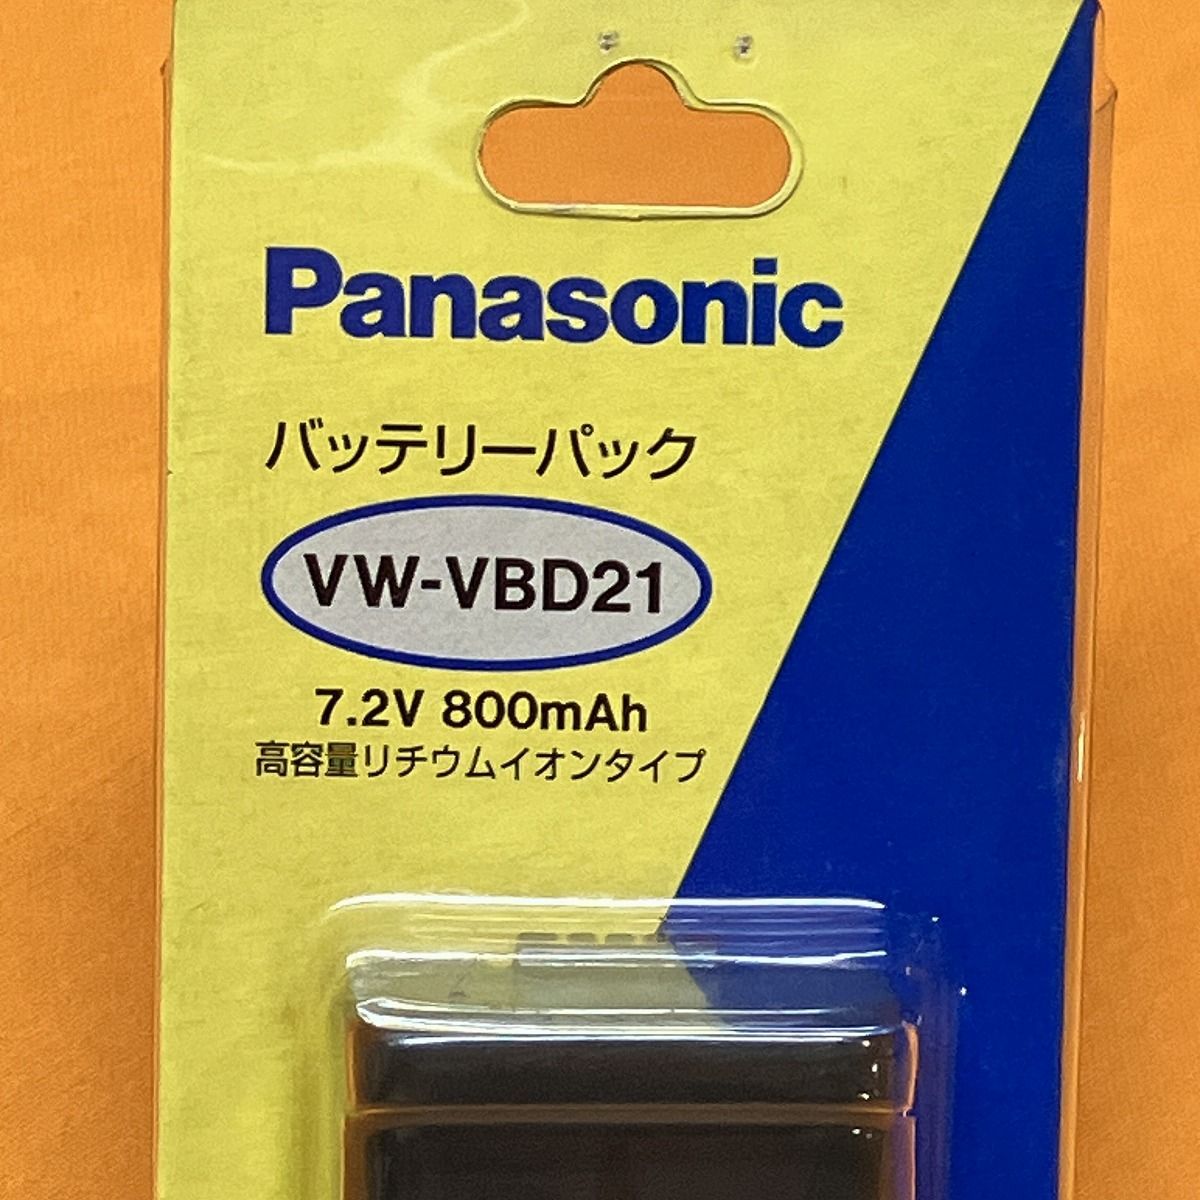 Panasonic
バッテリーパック
VW-VBD21
7.2V 800mAh
高容量リチウムイオンタイプ